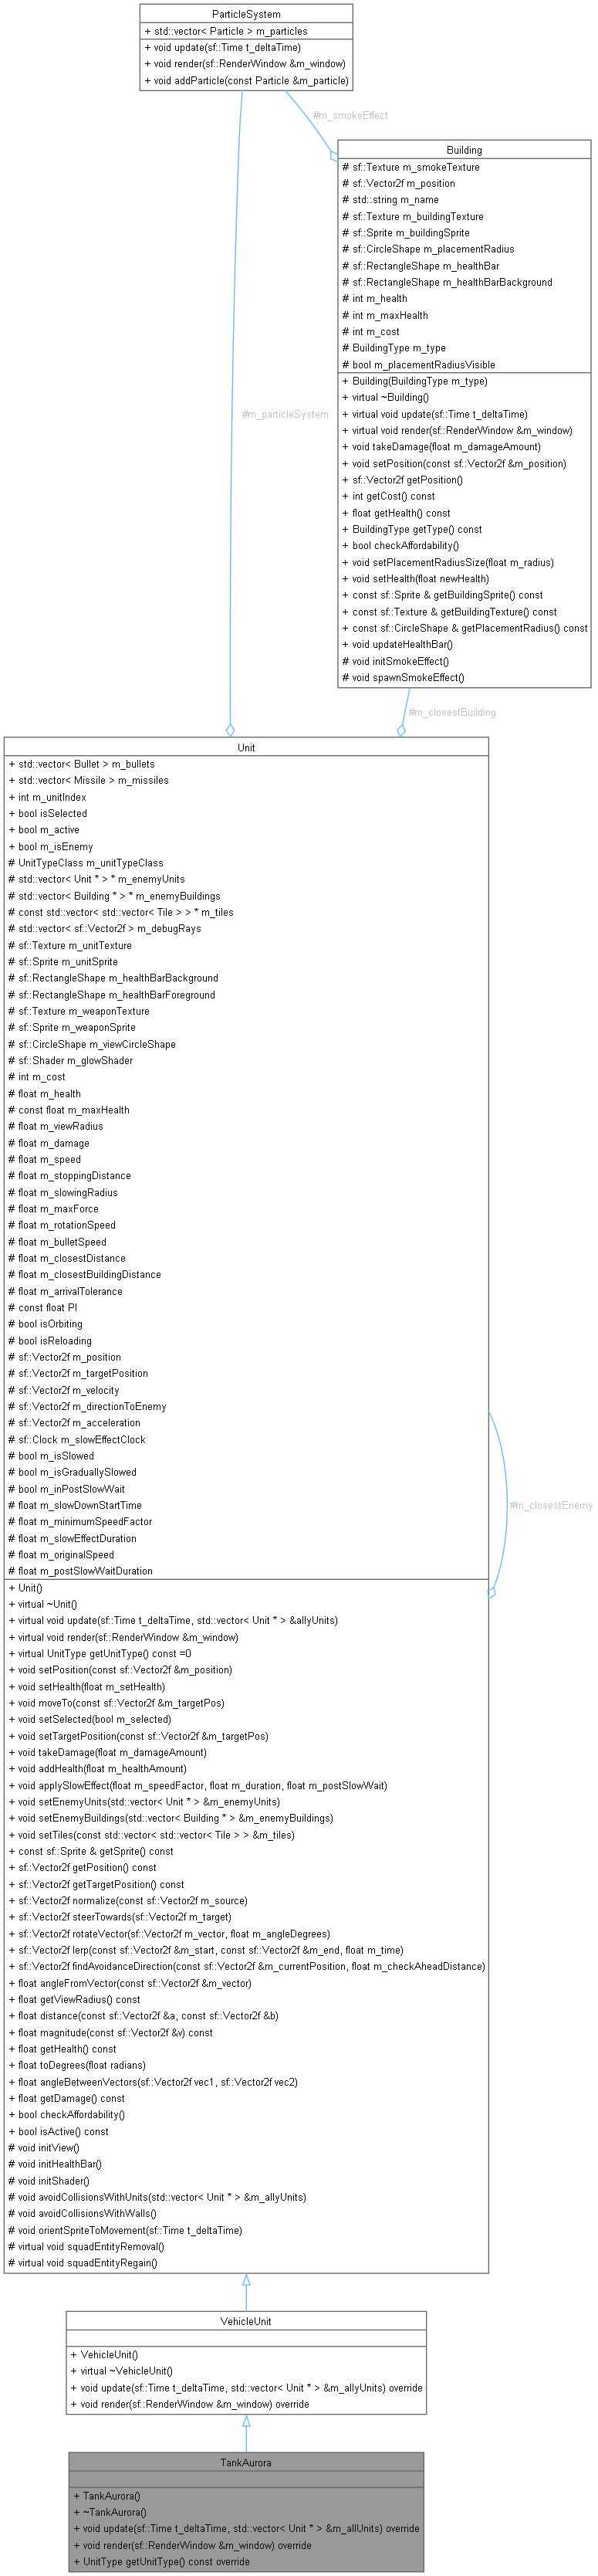 ParticleSystem
+ std::vector< Particle > m_particles
+ void update(sf::Time t_deltaTime)
+ void render(sf::RenderWindow &m_window)
+ void addParticle(const Particle &m_particle)
#m_smokeEffect
Building
# sf::Texture m_smokeTexture
# sf::Vector2f m_position
# std::string m_name
# sf::Texture m_buildingTexture
# sf::Sprite m_buildingSprite
# sf::CircleShape m_placementRadius
# sf::RectangleShape m_healthBar
# sf::RectangleShape m_healthBarBackground
# int m_health
# int m_maxHealth
# int m_cost
# BuildingType m_type
# bool m_placementRadiusVisible
+ Building(BuildingType m_type)
+ virtual ~Building()
+ virtual void update(sf::Time t_deltaTime)
+ virtual void render(sf::RenderWindow &m_window)
+ void takeDamage(float m_damageAmount)
+ void setPosition(const sf::Vector2f &m_position)
+ sf::Vector2f getPosition()
+ int getCost() const
+ float getHealth() const
+ BuildingType getType() const
+ bool checkAffordability()
+ void setPlacementRadiusSize(float m_radius)
+ void setHealth(float newHealth)
+ const sf::Sprite & getBuildingSprite() const
+ const sf::Texture & getBuildingTexture() const
+ const sf::CircleShape & getPlacementRadius() const
+ void updateHealthBar()
# void initSmokeEffect()
# void spawnSmokeEffect()
#m_particleSystem
#m_closestBuilding
Unit
+ std::vector< Bullet > m_bullets
+ std::vector< Missile > m_missiles
+ int m_unitIndex
+ bool isSelected
+ bool m_active
+ bool m_isEnemy
# UnitTypeClass m_unitTypeClass
# std::vector< Unit * > * m_enemyUnits
# std::vector< Building * > * m_enemyBuildings
# const std::vector< std::vector< Tile > > * m_tiles
# std::vector< sf::Vector2f > m_debugRays
# sf::Texture m_unitTexture
# sf::Sprite m_unitSprite
# sf::RectangleShape m_healthBarBackground
# sf::RectangleShape m_healthBarForeground
# sf::Texture m_weaponTexture
# sf::Sprite m_weaponSprite
# sf::CircleShape m_viewCircleShape
# sf::Shader m_glowShader
# int m_cost
# float m_health
# const float m_maxHealth
# float m_viewRadius
# float m_damage
# float m_speed
# float m_stoppingDistance
# float m_slowingRadius
# float m_maxForce
# float m_rotationSpeed
# float m_bulletSpeed
# float m_closestDistance
# float m_closestBuildingDistance
# float m_arrivalTolerance
# const float PI
# bool isOrbiting
# bool isReloading
# sf::Vector2f m_position
# sf::Vector2f m_targetPosition
# sf::Vector2f m_velocity
# sf::Vector2f m_directionToEnemy
# sf::Vector2f m_acceleration
# sf::Clock m_slowEffectClock
# bool m_isSlowed
# bool m_isGraduallySlowed
# bool m_inPostSlowWait
# float m_slowDownStartTime
# float m_minimumSpeedFactor
# float m_slowEffectDuration
# float m_originalSpeed
# float m_postSlowWaitDuration
+ Unit()
+ virtual ~Unit()
+ virtual void update(sf::Time t_deltaTime, std::vector< Unit * > &allyUnits)
+ virtual void render(sf::RenderWindow &m_window)
+ virtual UnitType getUnitType() const =0
+ void setPosition(const sf::Vector2f &m_position)
+ void setHealth(float m_setHealth)
+ void moveTo(const sf::Vector2f &m_targetPos)
+ void setSelected(bool m_selected)
+ void setTargetPosition(const sf::Vector2f &m_targetPos)
+ void takeDamage(float m_damageAmount)
+ void addHealth(float m_healthAmount)
+ void applySlowEffect(float m_speedFactor, float m_duration, float m_postSlowWait)
+ void setEnemyUnits(std::vector< Unit * > &m_enemyUnits)
+ void setEnemyBuildings(std::vector< Building * > &m_enemyBuildings)
+ void setTiles(const std::vector< std::vector< Tile > > &m_tiles)
+ const sf::Sprite & getSprite() const
+ sf::Vector2f getPosition() const
+ sf::Vector2f getTargetPosition() const
+ sf::Vector2f normalize(const sf::Vector2f m_source)
+ sf::Vector2f steerTowards(sf::Vector2f m_target)
+ sf::Vector2f rotateVector(sf::Vector2f m_vector, float m_angleDegrees)
+ sf::Vector2f lerp(const sf::Vector2f &m_start, const sf::Vector2f &m_end, float m_time)
+ sf::Vector2f findAvoidanceDirection(const sf::Vector2f &m_currentPosition, float m_checkAheadDistance)
+ float angleFromVector(const sf::Vector2f &m_vector)
+ float getViewRadius() const
+ float distance(const sf::Vector2f &a, const sf::Vector2f &b)
+ float magnitude(const sf::Vector2f &v) const
+ float getHealth() const
+ float toDegrees(float radians)
+ float angleBetweenVectors(sf::Vector2f vec1, sf::Vector2f vec2)
+ float getDamage() const
+ bool checkAffordability()
+ bool isActive() const
# void initView()
# void initHealthBar()
# void initShader()
# void avoidCollisionsWithUnits(std::vector< Unit * > &m_allyUnits)
# void avoidCollisionsWithWalls()
# void orientSpriteToMovement(sf::Time t_deltaTime)
# virtual void squadEntityRemoval()
# virtual void squadEntityRegain()
#m_closestEnemy
VehicleUnit
+ VehicleUnit()
+ virtual ~VehicleUnit()
+ void update(sf::Time t_deltaTime, std::vector< Unit * > &m_allyUnits) override
+ void render(sf::RenderWindow &m_window) override
TankAurora
+ TankAurora()
+ ~TankAurora()
+ void update(sf::Time t_deltaTime, std::vector< Unit * > &m_allUnits) override
+ void render(sf::RenderWindow &m_window) override
+ UnitType getUnitType() const override